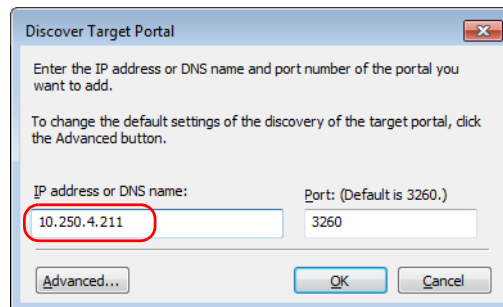 Discover Target Portal
Enter the IP address or DNS name and port number of the portal you
want to add.
To change the default settings of the discovery of the target portal, click
the Advanced button.
IP address or DNS name:
Port: (Default is 3260.)
10.250.4.211
3260
Advanced...
OK
Cancel